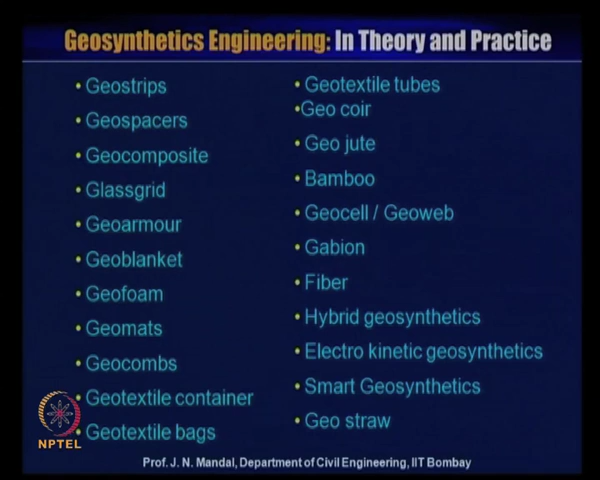 Geosynthetics Engineering: In Theory and Practice
• Geostrips
• Geospacers
• Geocomposite
• Glassgrid
• Geoarmour
• Geoblanket
• Geofoam
• Geomats
• Geocombs
• Geotextile container
• Geotextile bags
• Geotextile tubes
•Geo coir
• Geo jute
• Bamboo
• Geocell / Geoweb
• Gabion
• Fiber
• Hybrid geosynthetics
• Electro kinetic geosynthetics
• Smart Geosynthetics
• Geo straw
NPTEL
Prof. J. N. Mandal, Department of Civil Engineering, IIT Bombay